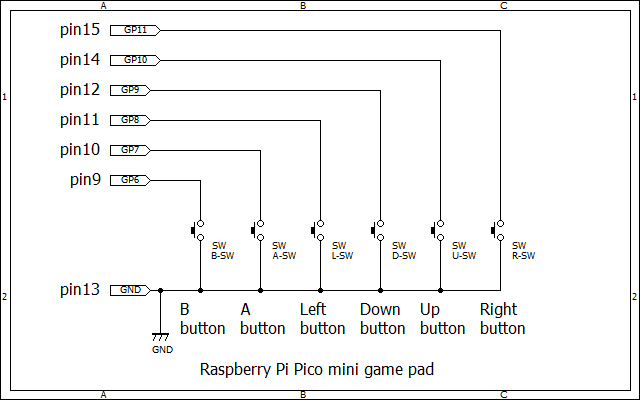 A B C
pin15 GP11
pin14 GP10
pin12 GP9
1 1
pin11 GP8
pin10 GP7
pin9 GP6
SW SW SW SW SW SW
B-SW A-SW L-SW D-SW U-SW R-SW
pin13 GND
2 2
B A Left Down Up Right
button button button button button button
GND
Raspberry Pi Pico mini game pad
A B C